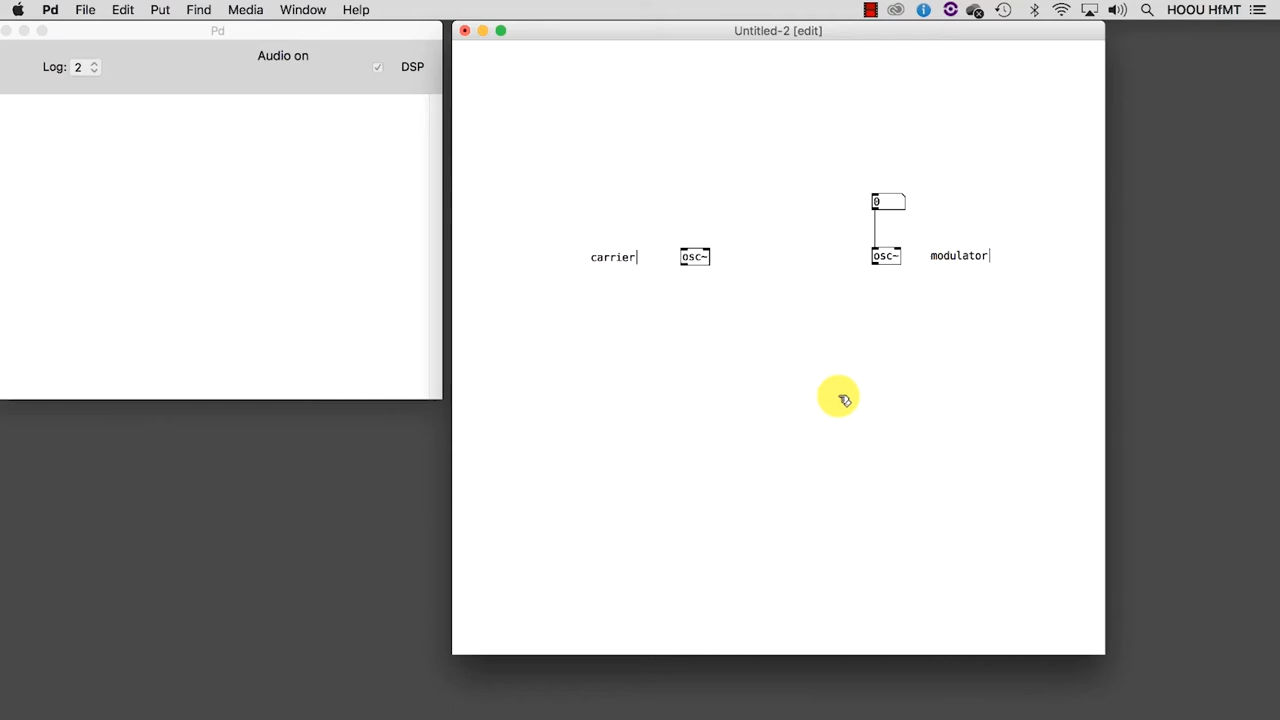 Pd File Edit Put Find Media Window Help HOOU HfMT
Pd
Audio on
Log: 2
DSP
Untitled-2 [edit]
0
carrier
osc~
osc~
modulator